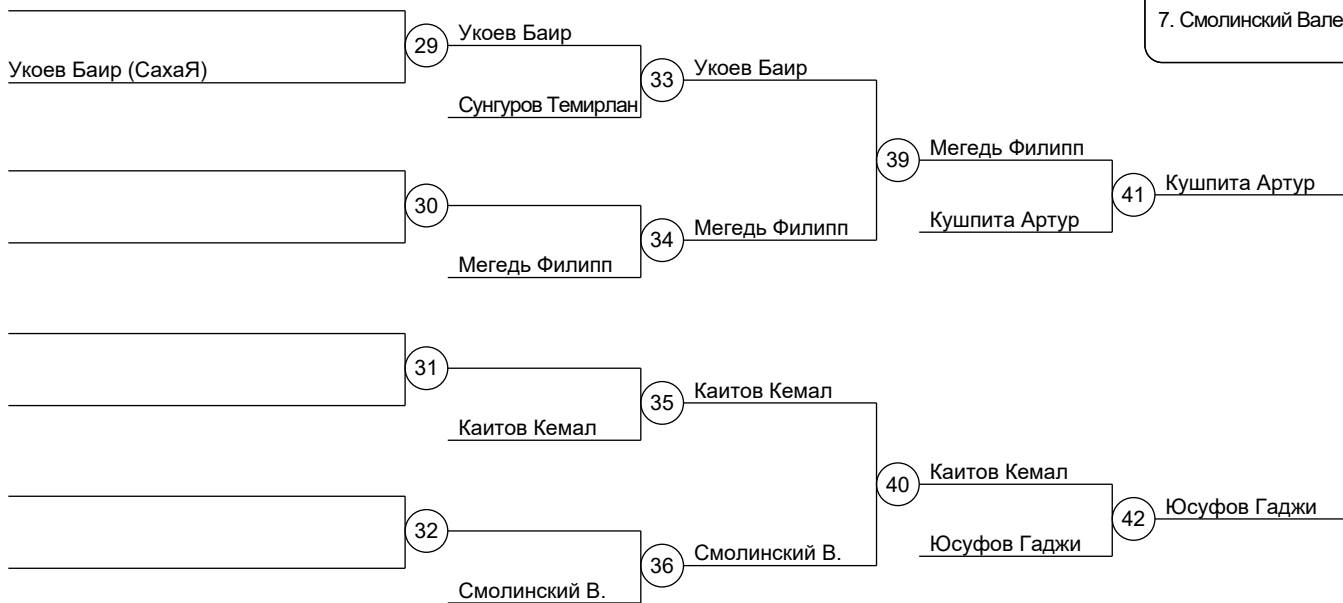 7. Смолинский Вале
29
Укоев Баир
Укоев Баир (СахаЯ)
33
Укоев Баир
Сунгуров Темирлан
39
Мегедь Филипп
41
Кушпита Артур
30
Кушпита Артур
34
Мегедь Филипп
Мегедь Филипп
31
35
Каитов Кемал
Каитов Кемал
40
Каитов Кемал
42
Юсуфов Гаджи
32
Юсуфов Гаджи
36
Смолинский В.
Смолинский В.